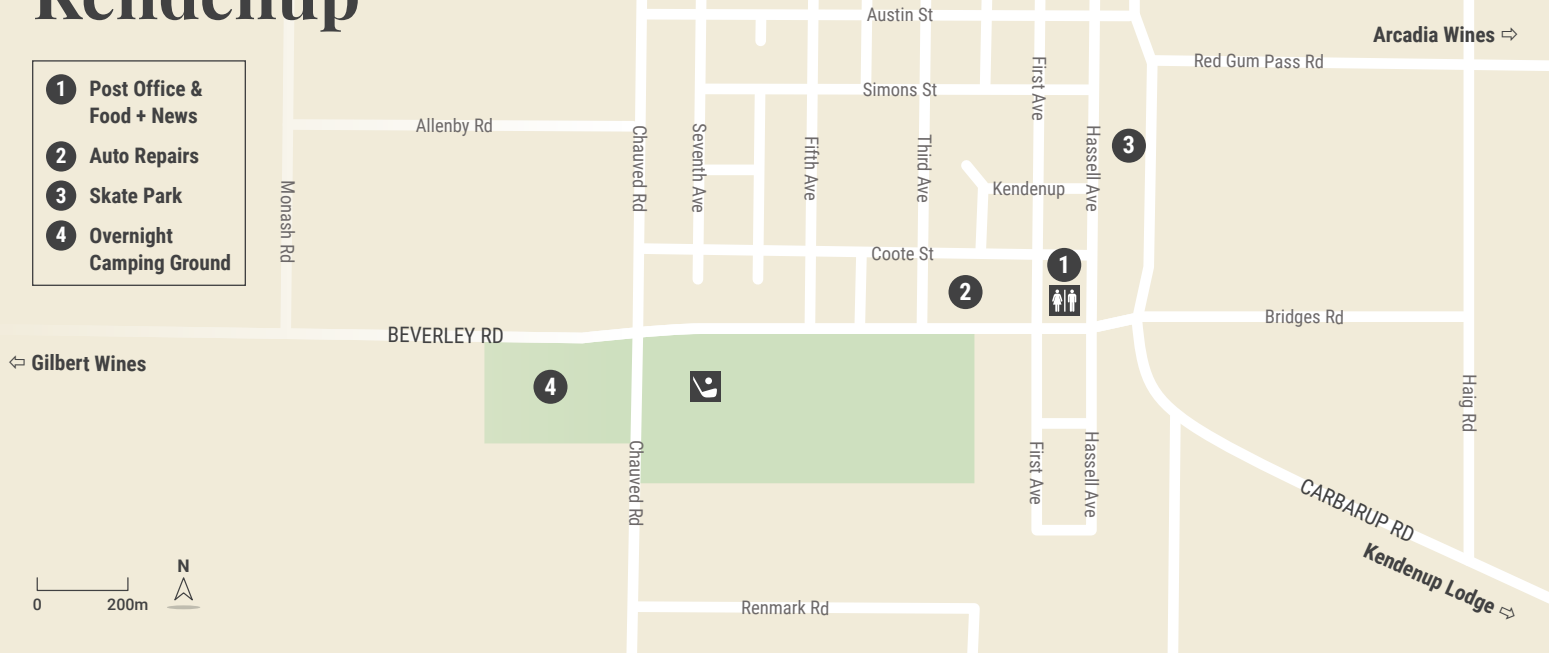 Kendenup
1 Post Office &
Food + News
2 Auto Repairs
3 Skate Park
4 Overnight
Camping Ground
Austin St
Arcadia Wines ⇨
Red Gum Pass Rd
Simons St
First Ave
Allenby Rd
Chauved Rd
Seventh Ave
Fifth Ave
Third Ave
Hassell Ave
3
Monash Rd
Kendenup
Coote St
1
2
Bridges Rd
BEVERLEY RD
⇦ Gilbert Wines
4
Haig Rd
Chauved Rd
First Ave
Hassell Ave
CARBARUP RD
Kendenup Lodge ⇨
N
0 200m
Renmark Rd